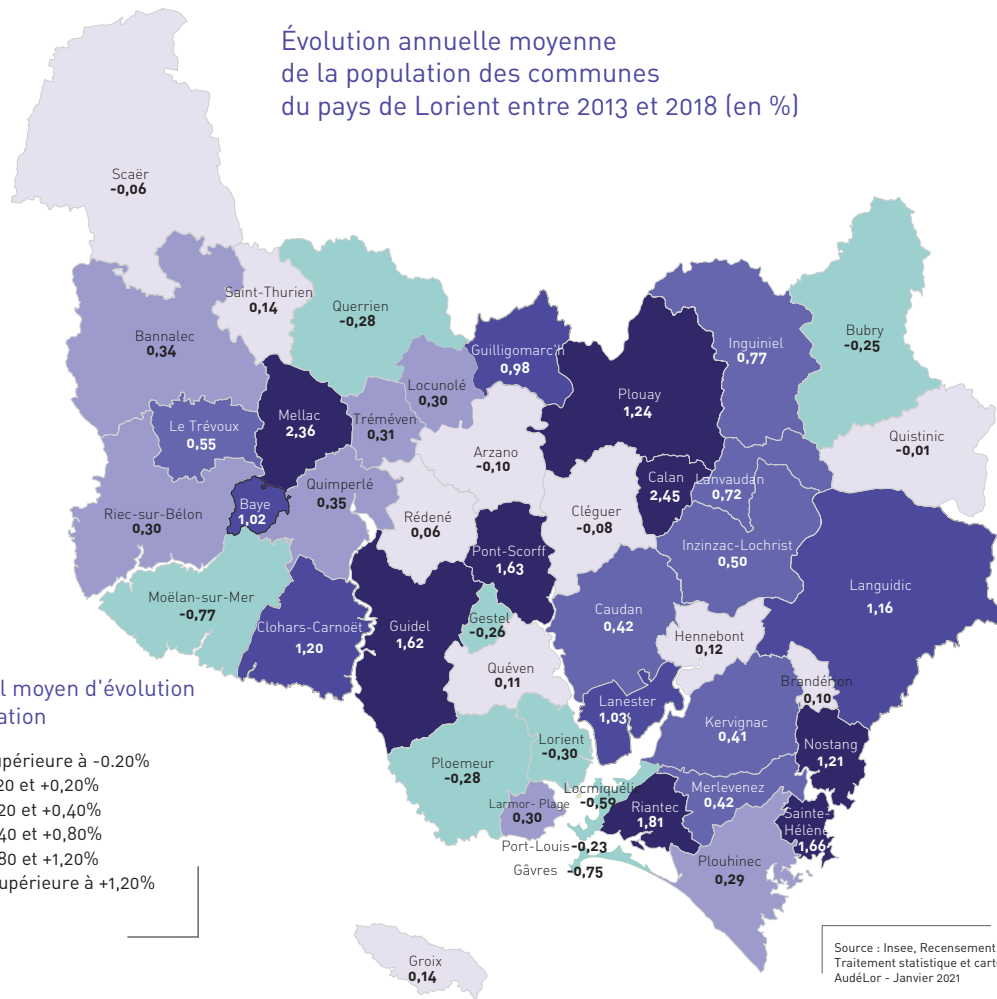 Évolution annuelle moyenne
de la population des communes
du pays de Lorient entre 2013 et 2018 (en %)
Scaër
-0,06
Saint-Thurien
0,14
Querrien
-0,28
Bannalec
0,34
Guilligomarc'h
0,98
Inguiniel
0,77
Bubry
-0,25
Locunolé
0,30
Plouay
1,24
Mellac
2,36
Tréméven
0,31
Le Trévoux
0,55
Quistinic
-0,01
Arzano
-0,10
Calan
2,45
Lanvaudan
0,72
Quimperlé
0,35
Baye
1,02
Riec-sur-Bélon
0,30
Rédené
0,06
Cléguer
-0,08
Inzinzac-Lochrist
0,50
Pont-Scorff
1,63
Languidic
1,16
Moëlan-sur-Mer
-0,77
Clohars-Carnoët
1,20
Guidel
1,62
Gestel
-0,26
Caudan
0,42
Hennebont
0,12
Quéven
0,11
Brandérion
0,10
Lanester
1,03
Kervignac
0,41
Nostang
1,21
Lorient
-0,30
Ploemeur
-0,28
Locmiquélic
-0,59
Merlevenez
0,42
Larmor- Plage
0,30
Riantec
1,81
Sainte-
Hélène
1,66
Port-Louis -0,23
Gâvres -0,75
Plouhinec
0,29
Groix
0,14
l moyen d'évolution
ation
upérieure à -0.20%
20 et +0,20%
20 et +0,40%
40 et +0,80%
80 et +1,20%
upérieure à +1,20%
Source : Insee, Recensement
Traitement statistique et carto
AudéLor - Janvier 2021